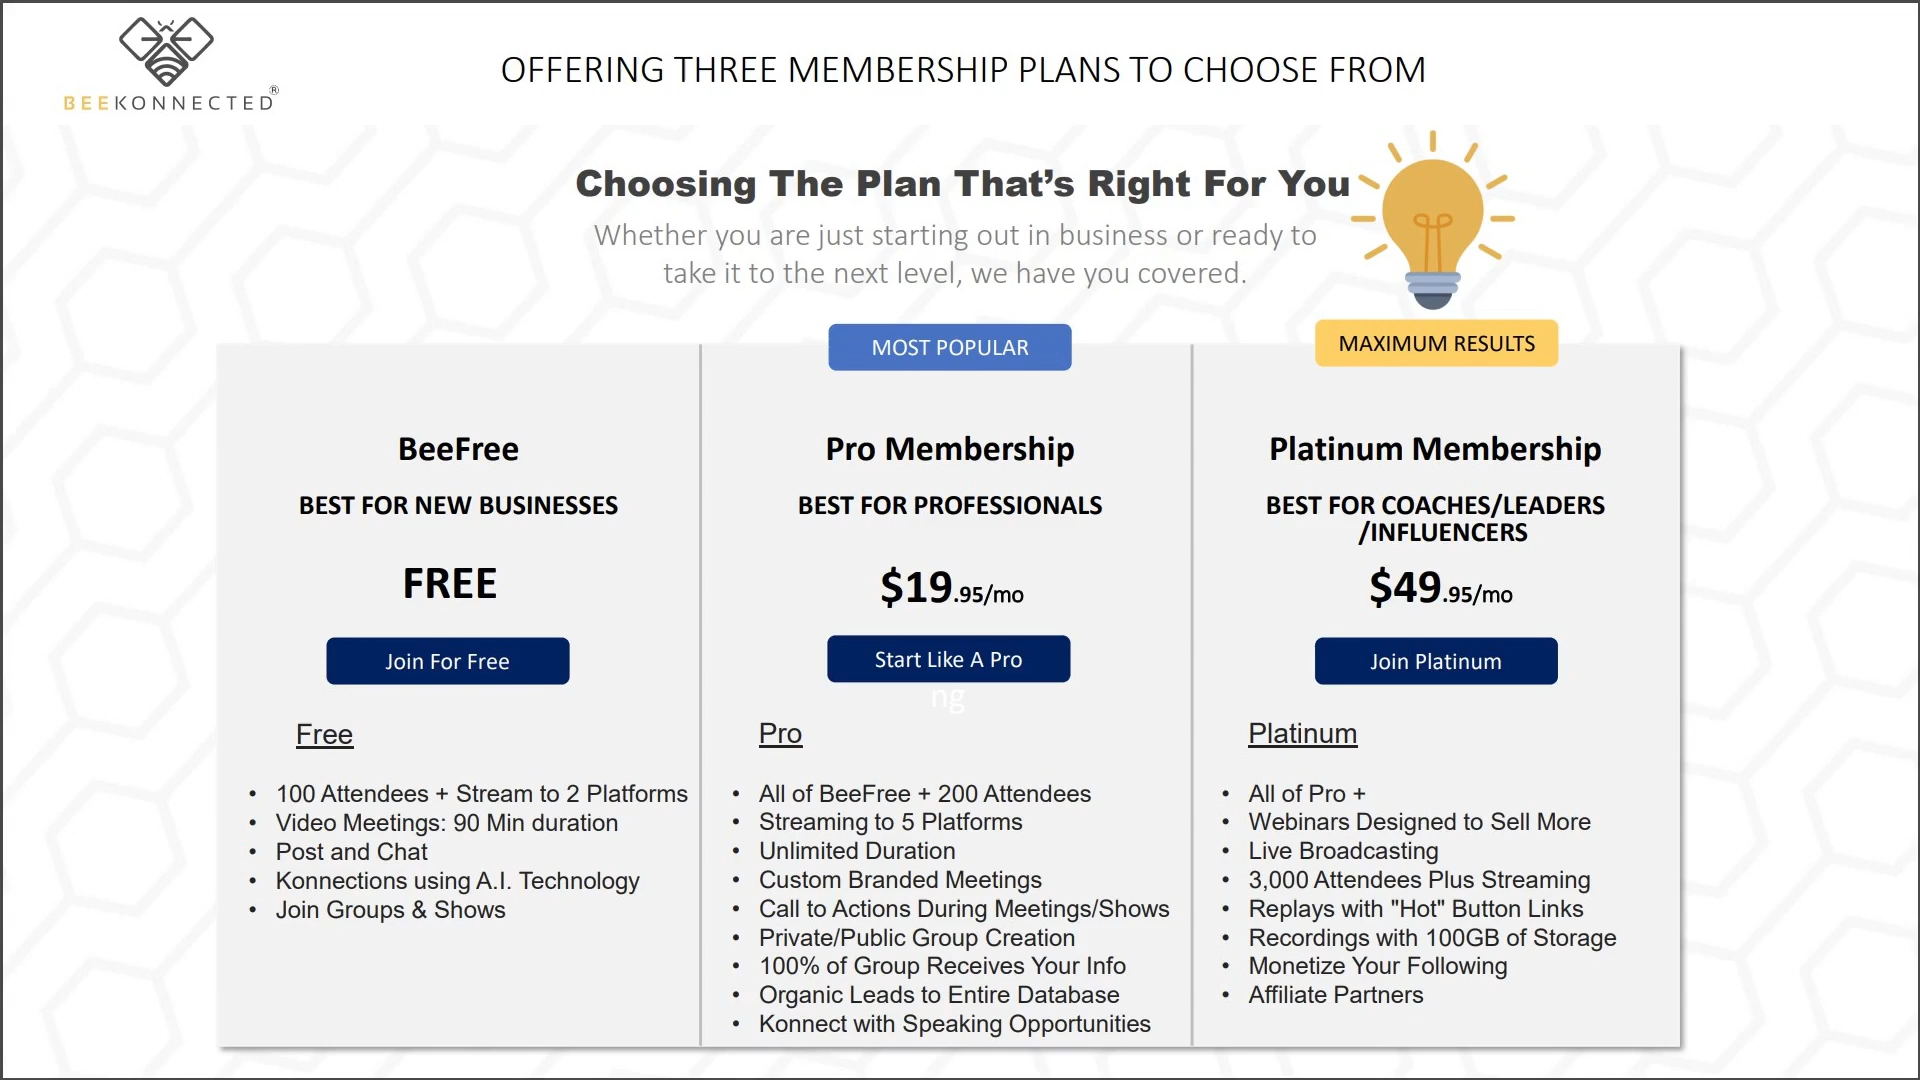 BEEKONNECTED®
OFFERING THREE MEMBERSHIP PLANS TO CHOOSE FROM
Choosing The Plan That’s Right For You
Whether you are just starting out in business or ready to
take it to the next level, we have you covered.
BeeFree
BEST FOR NEW BUSINESSES
FREE
Join For Free
Free
• 100 Attendees + Stream to 2 Platforms
• Video Meetings: 90 Min duration
• Post and Chat
• Konnections using A.I. Technology
• Join Groups & Shows
MOST POPULAR
Pro Membership
BEST FOR PROFESSIONALS
$19.95/mo
Start Like A Pro
ng
Pro
• All of BeeFree + 200 Attendees
• Streaming to 5 Platforms
• Unlimited Duration
• Custom Branded Meetings
• Call to Actions During Meetings/Shows
• Private/Public Group Creation
• 100% of Group Receives Your Info
• Organic Leads to Entire Database
• Konnect with Speaking Opportunities
MAXIMUM RESULTS
Platinum Membership
BEST FOR COACHES/LEADERS
/INFLUENCERS
$49.95/mo
Join Platinum
Platinum
• All of Pro +
• Webinars Designed to Sell More
• Live Broadcasting
• 3,000 Attendees Plus Streaming
• Replays with "Hot" Button Links
• Recordings with 100GB of Storage
• Monetize Your Following
• Affiliate Partners